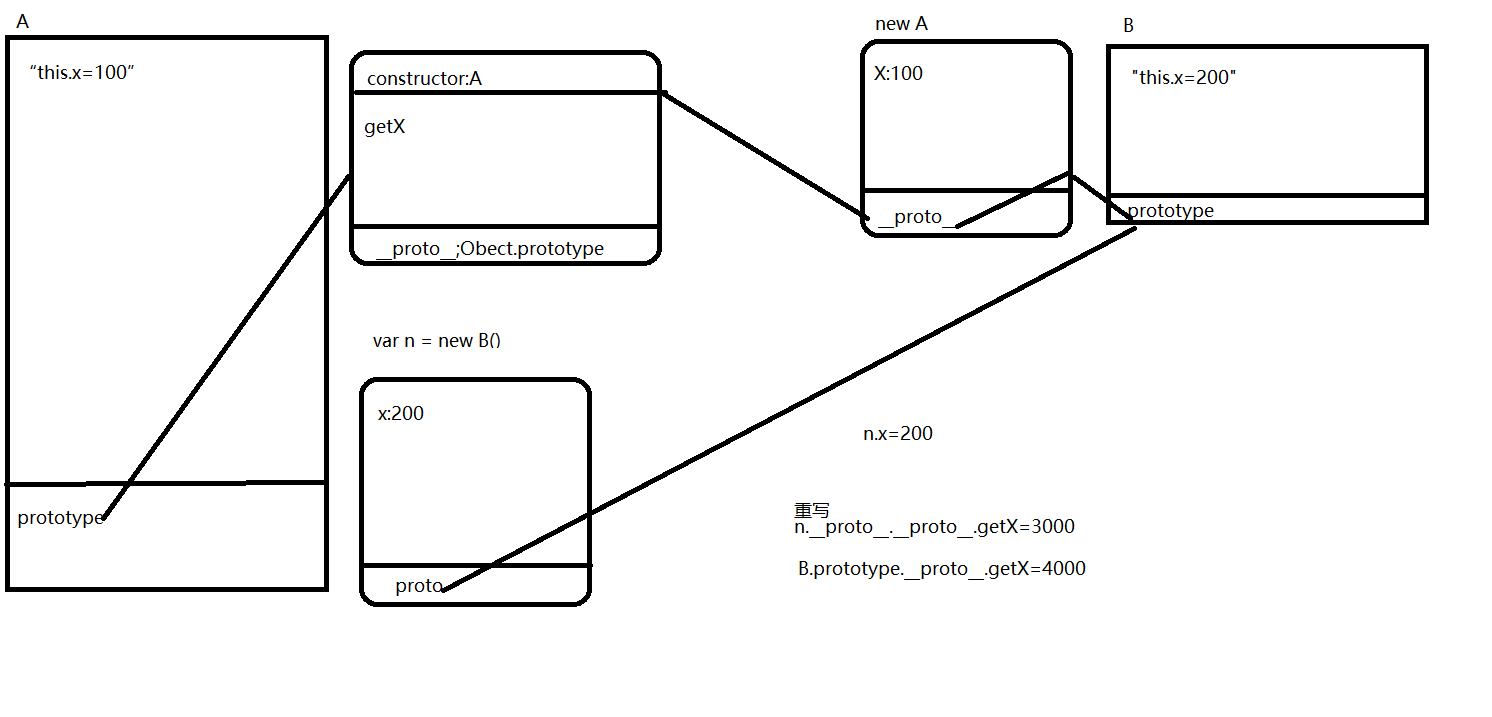 A
“this.x=100”
prototype
constructor:A
getX
__proto__;Obect.prototype
new A
X:100
__proto__
B
"this.x=200"
prototype
var n = new B()
x:200
proto
n.x=200
重写
n.__proto__.__proto__.getX=3000
B.prototype.__proto__.getX=4000